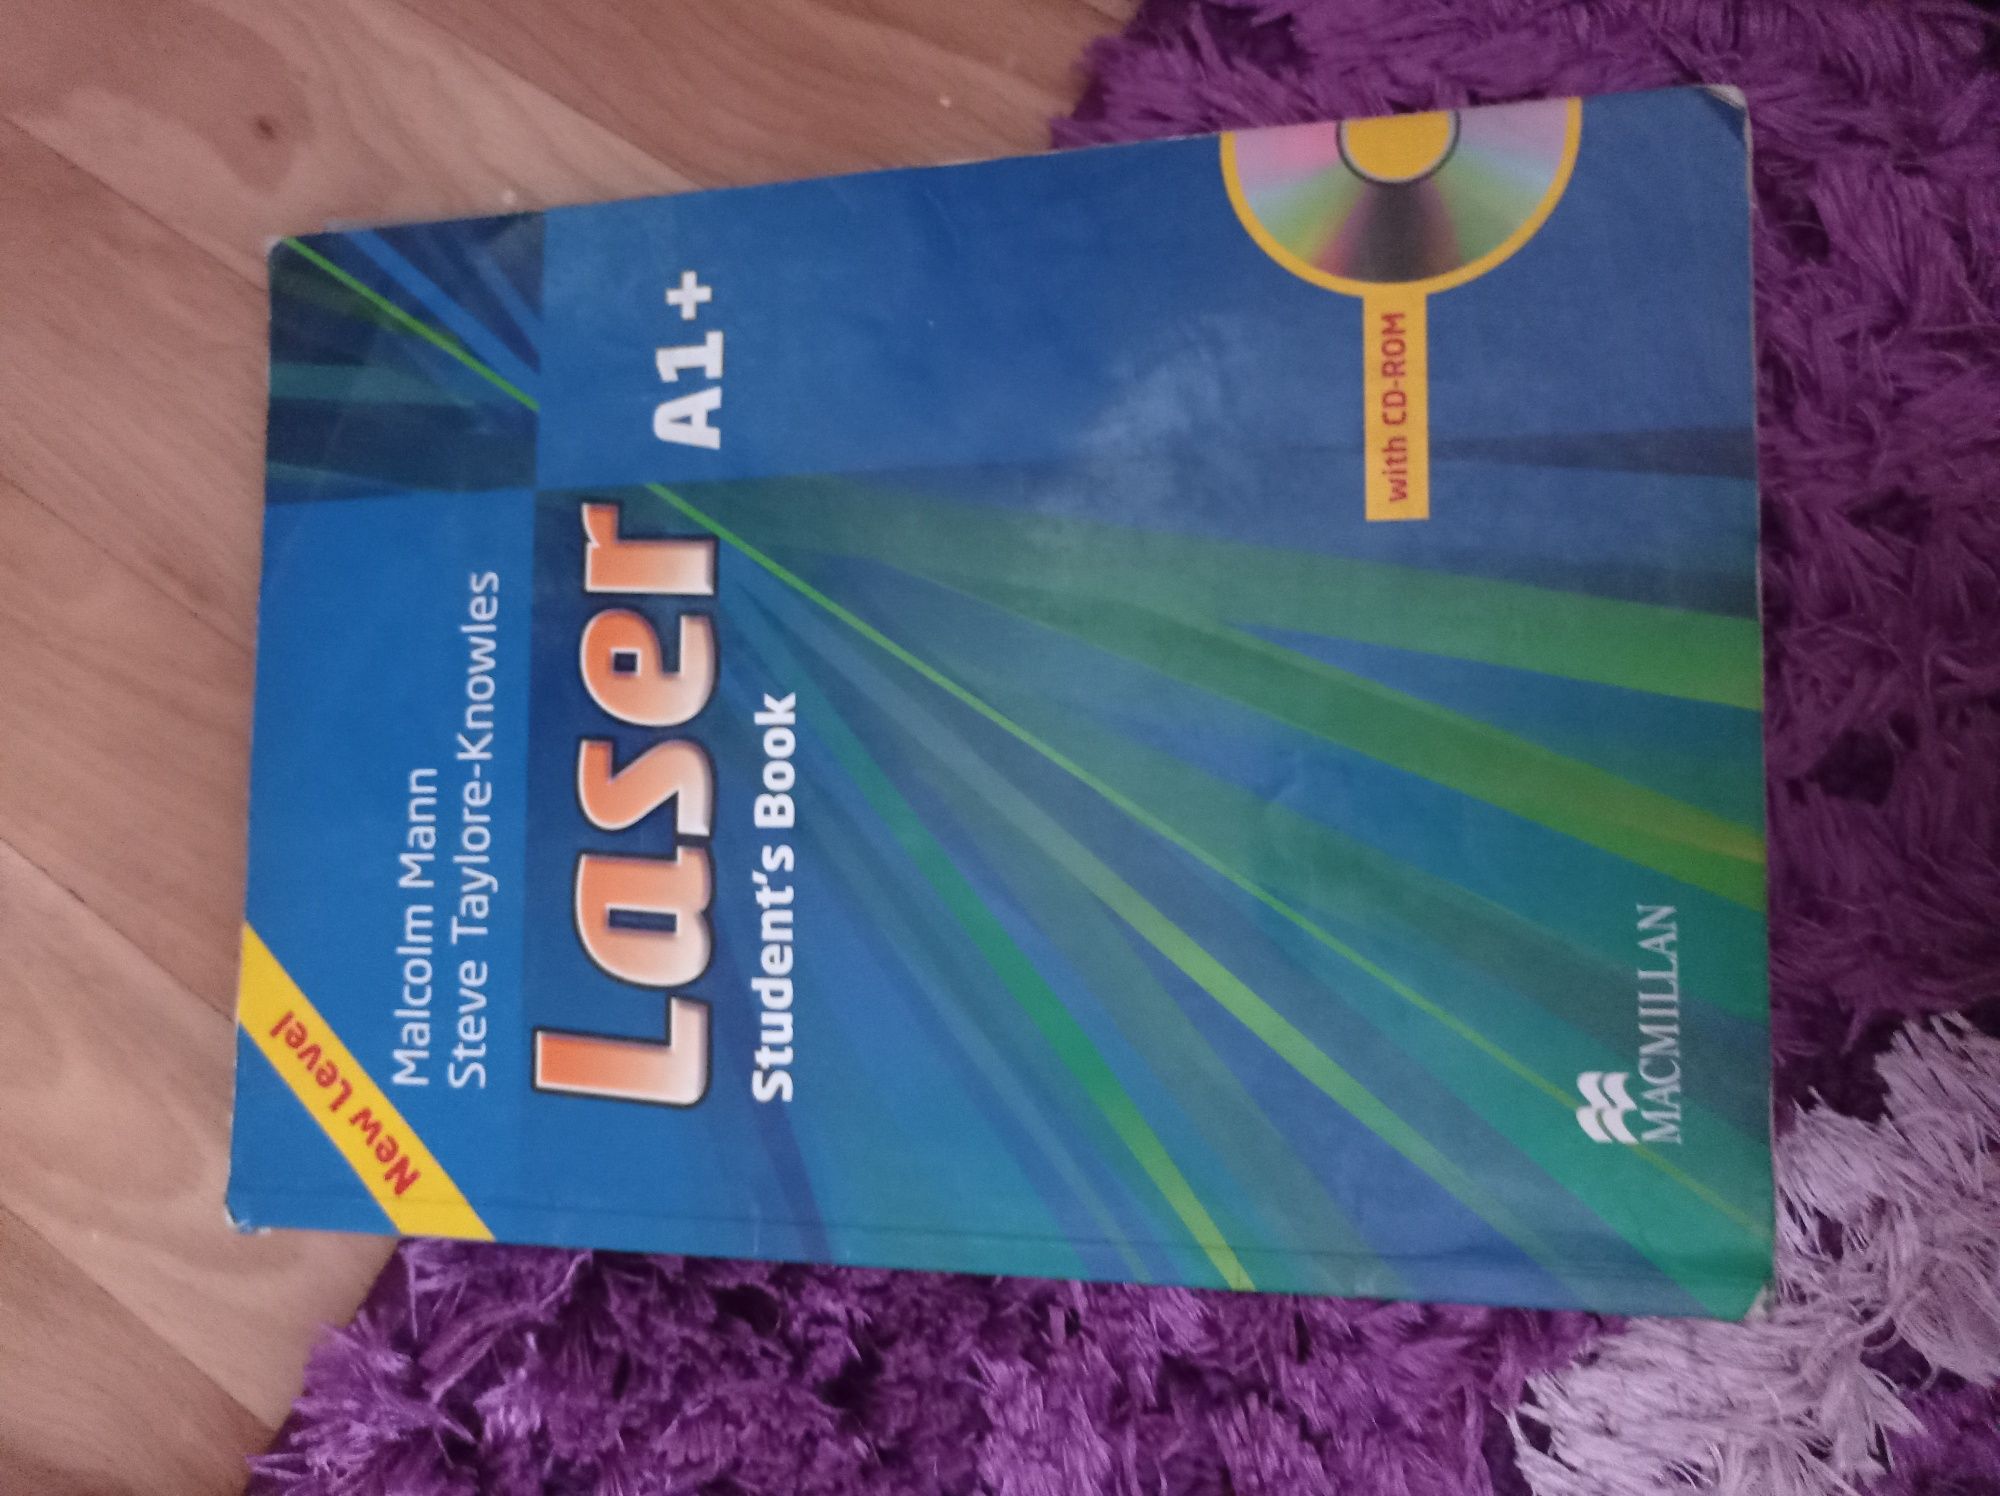 New Level
Malcolm Mann
Steve Taylore-Knowles
Laser A1+
Student's Book
with CD-ROM
MACMILLAN